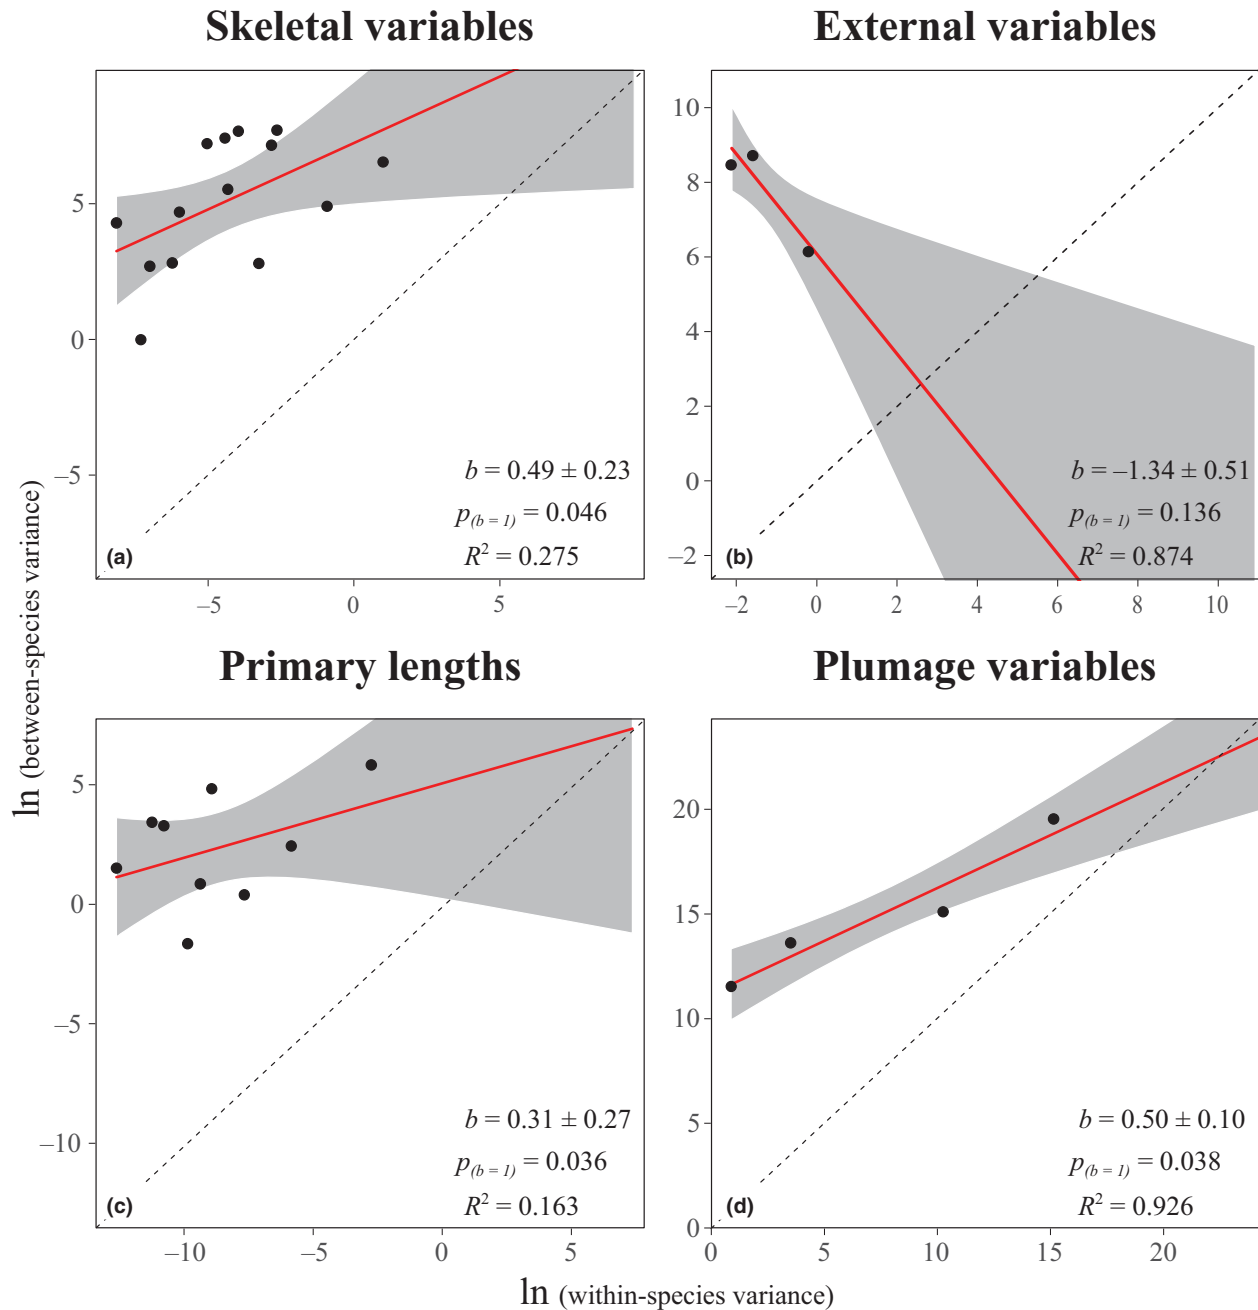 Skeletal variables
External variables
5
0
−5
−5
0
5
b = 0.49 ± 0.23
p(b = 1) = 0.046
R² = 0.275
(a)
10
8
6
4
2
0
−2
−2
0
2
4
6
8
10
b = −1.34 ± 0.51
p(b = 1) = 0.136
R² = 0.874
(b)
Primary lengths
Plumage variables
5
0
−5
−10
−10
−5
0
5
b = 0.31 ± 0.27
p(b = 1) = 0.036
R² = 0.163
(c)
20
15
10
5
0
0
5
10
15
20
b = 0.50 ± 0.10
p(b = 1) = 0.038
R² = 0.926
(d)
ln (between-species variance)
ln (within-species variance)